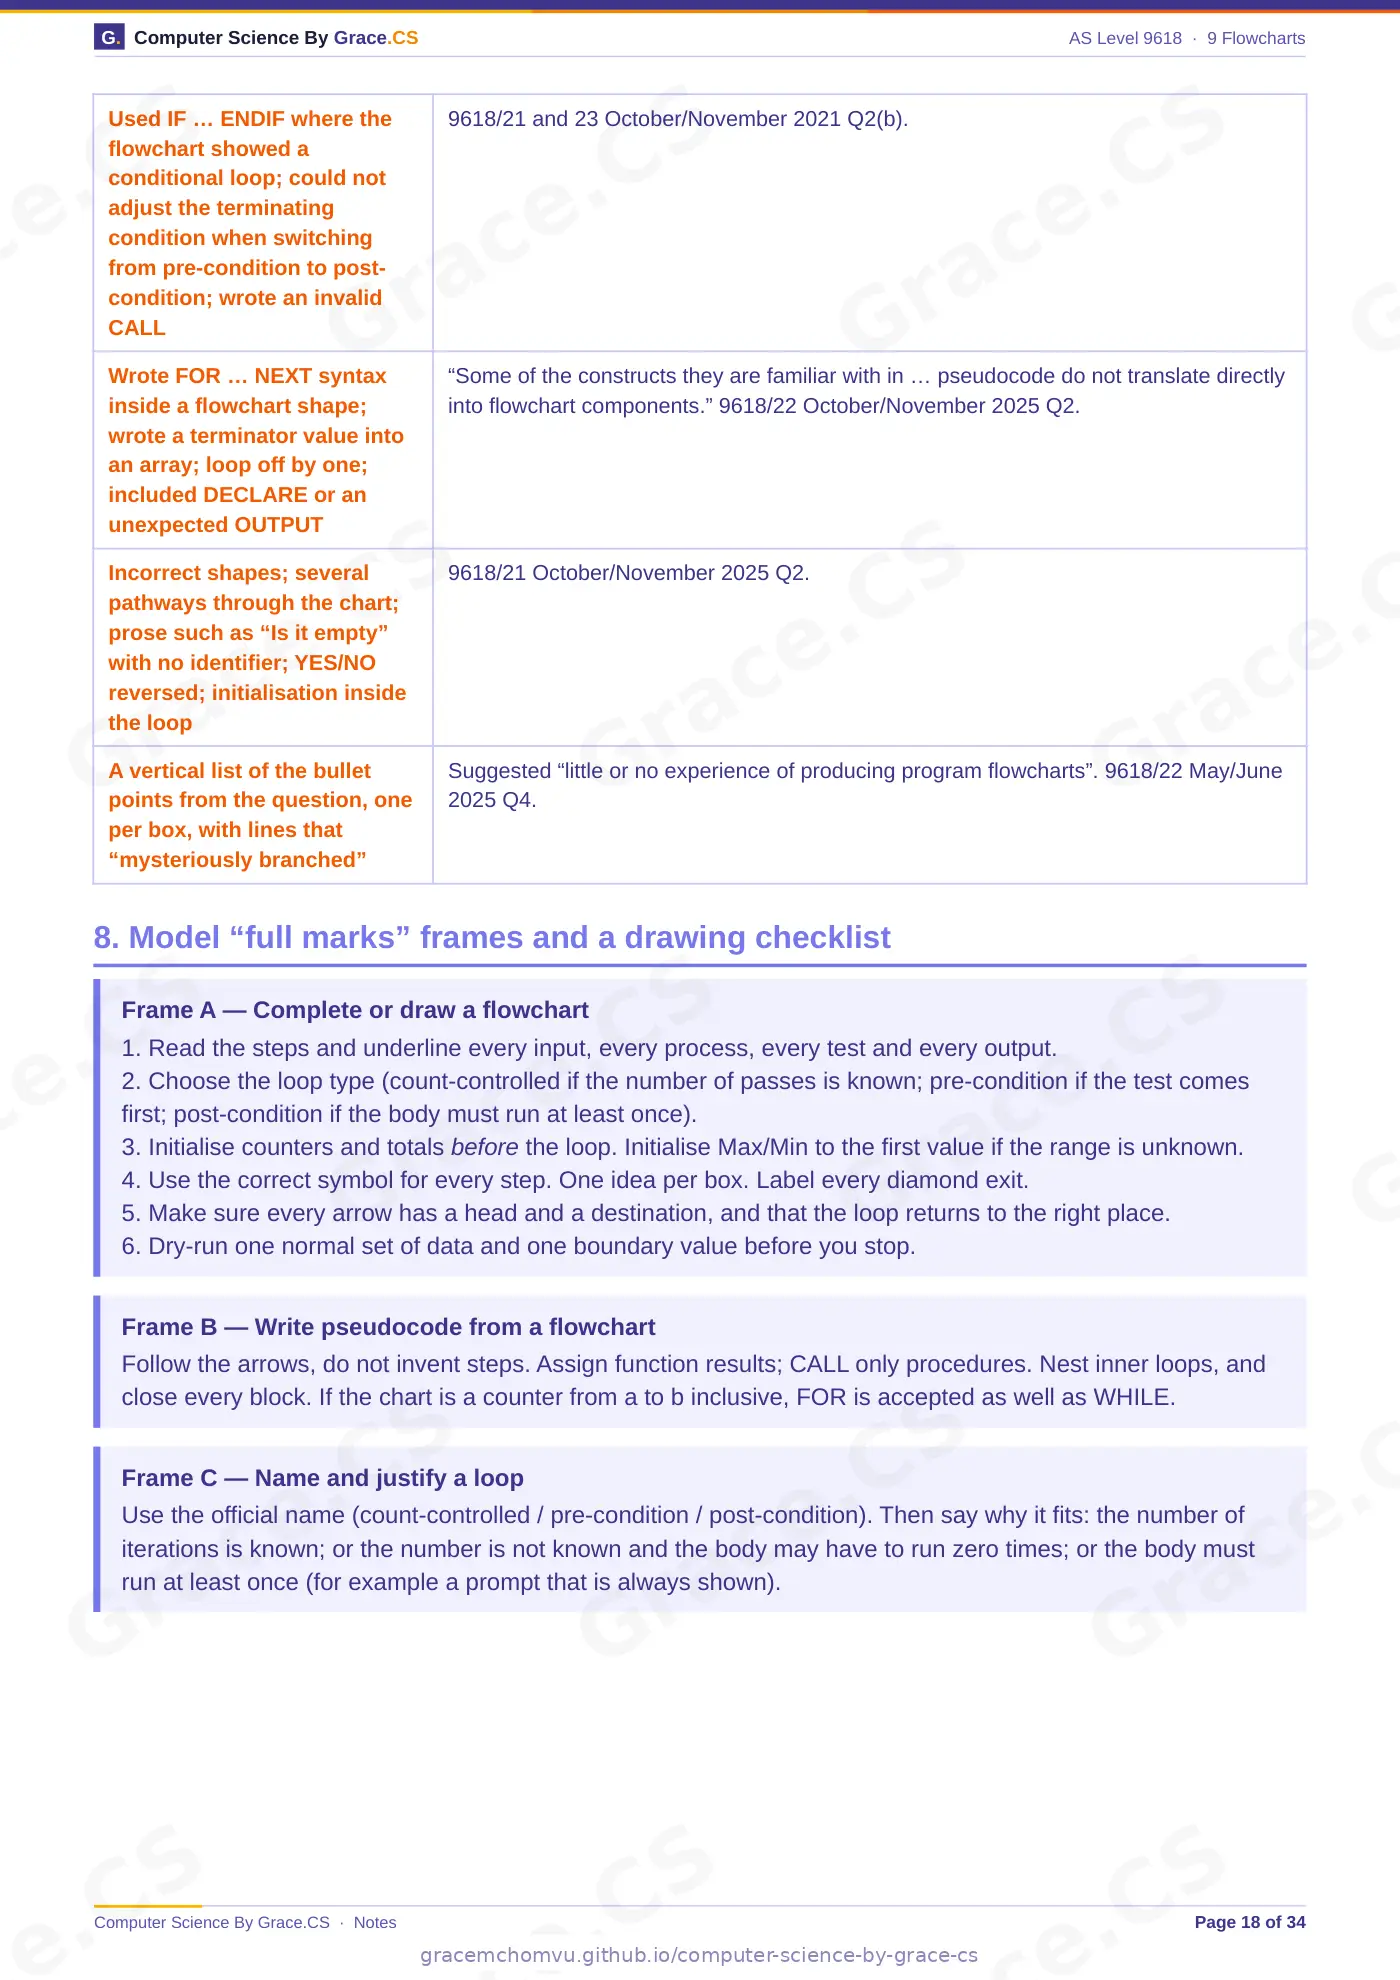 G. Computer Science By Grace.CS
AS Level 9618 · 9 Flowcharts
Used IF … ENDIF where the
flowchart showed a
conditional loop; could not
adjust the terminating
condition when switching
from pre-condition to post-
condition; wrote an invalid
CALL
9618/21 and 23 October/November 2021 Q2(b).
Wrote FOR … NEXT syntax
inside a flowchart shape;
wrote a terminator value into
an array; loop off by one;
included DECLARE or an
unexpected OUTPUT
“Some of the constructs they are familiar with in … pseudocode do not translate directly
into flowchart components.” 9618/22 October/November 2025 Q2.
Incorrect shapes; several
pathways through the chart;
prose such as “Is it empty”
with no identifier; YES/NO
reversed; initialisation inside
the loop
9618/21 October/November 2025 Q2.
A vertical list of the bullet
points from the question, one
per box, with lines that
“mysteriously branched”
Suggested “little or no experience of producing program flowcharts”. 9618/22 May/June
2025 Q4.
8. Model “full marks” frames and a drawing checklist
Frame A — Complete or draw a flowchart
1. Read the steps and underline every input, every process, every test and every output.
2. Choose the loop type (count-controlled if the number of passes is known; pre-condition if the test comes
first; post-condition if the body must run at least once).
3. Initialise counters and totals before the loop. Initialise Max/Min to the first value if the range is unknown.
4. Use the correct symbol for every step. One idea per box. Label every diamond exit.
5. Make sure every arrow has a head and a destination, and that the loop returns to the right place.
6. Dry-run one normal set of data and one boundary value before you stop.
Frame B — Write pseudocode from a flowchart
Follow the arrows, do not invent steps. Assign function results; CALL only procedures. Nest inner loops, and
close every block. If the chart is a counter from a to b inclusive, FOR is accepted as well as WHILE.
Frame C — Name and justify a loop
Use the official name (count-controlled / pre-condition / post-condition). Then say why it fits: the number of
iterations is known; or the number is not known and the body may have to run zero times; or the body must
run at least once (for example a prompt that is always shown).
Computer Science By Grace.CS · Notes
Page 18 of 34
gracemchomvu.github.io/computer-science-by-grace-cs